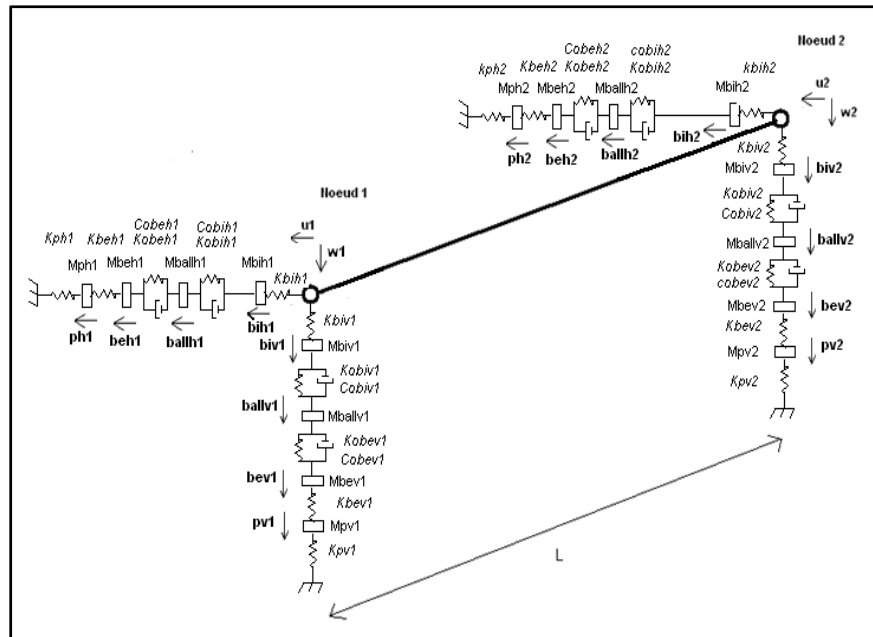 Noeud 2
Cobeh2 cobih2
kph2 Kbeh2 Kobeh2 Kobih2 kbih2
Mph2 Mbeh2 Mballh2 Mbih2
u2
w2
ph2 beh2 ballh2 bih2
Kbiv2
Mbiv2 biv2
Kobiv2
Cobiv2
Mballv2 ballv2
Kobev2
cobev2
Mbev2 bev2
Kbev2
Mpv2 pv2
Kpv2
Noeud 1
u1
w1
Cobeh1 Cobih1
Kph1 Kbeh1 Kobeh1 Kobih1
Mph1 Mbeh1 Mballh1 Mbih1
Kbih1
ph1 beh1 ballh1 bih1
Kbiv1
biv1 Mbiv1
Kobiv1
Cobiv1
ballv1 Mballv1
Kobev1
Cobev1
bev1 Mbev1
Kbev1
pv1 Mpv1
Kpv1
L